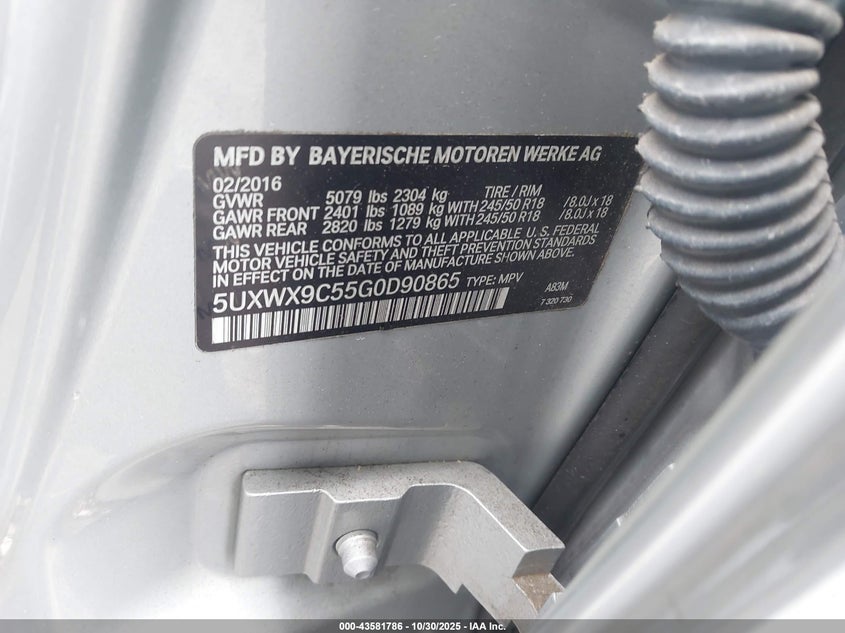 MFD BY BAYERISCHE MOTOREN WERKE AG
02/2016 TIRE / RIM
GVWR 5079 lbs 2304 kg
GAWR FRONT 2401 lbs 1089 kg WITH 245/50 R18 /8.0J x 18
GAWR REAR 2820 lbs 1279 kg WITH 245/50 R18 /8.0J x 18
THIS VEHICLE CONFORMS TO ALL APPLICABLE U.S. FEDERAL
MOTOR VEHICLE SAFETY AND THEFT PREVENTION STANDARDS
IN EFFECT ON THE DATE OF MANUFACTURE SHOWN ABOVE.
5UXWX9C55G0D90865 TYPE: MPV
AB3M
7 320 730
000-43581786 - 10/30/2025 - IAA Inc.